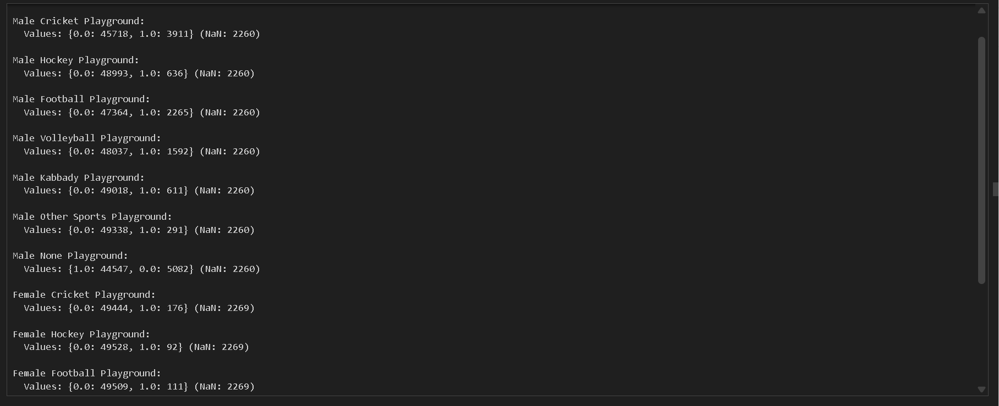 Male Cricket Playground:
Values: {0.0: 45718, 1.0: 3911} (NaN: 2260)
Male Hockey Playground:
Values: {0.0: 48993, 1.0: 636} (NaN: 2260)
Male Football Playground:
Values: {0.0: 47364, 1.0: 2265} (NaN: 2260)
Male Volleyball Playground:
Values: {0.0: 48037, 1.0: 1592} (NaN: 2260)
Male Kabbady Playground:
Values: {0.0: 49018, 1.0: 611} (NaN: 2260)
Male Other Sports Playground:
Values: {0.0: 49338, 1.0: 291} (NaN: 2260)
Male None Playground:
Values: {1.0: 44547, 0.0: 5082} (NaN: 2260)
Female Cricket Playground:
Values: {0.0: 49444, 1.0: 176} (NaN: 2269)
Female Hockey Playground:
Values: {0.0: 49528, 1.0: 92} (NaN: 2269)
Female Football Playground:
Values: {0.0: 49509, 1.0: 111} (NaN: 2269)